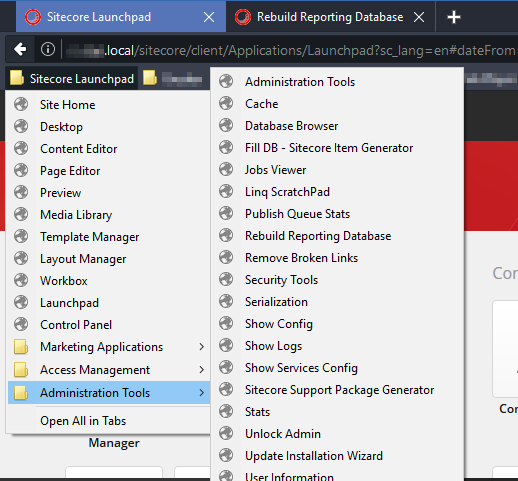 Sitecore Launchpad
Rebuild Reporting Database
.local/sitecore/client/Applications/Launchpad?sc_lang=en#dateFrom
Sitecore Launchpad
Site Home
Desktop
Content Editor
Page Editor
Preview
Media Library
Template Manager
Layout Manager
Workbox
Launchpad
Control Panel
Marketing Applications
Access Management
Administration Tools
Open All in Tabs
Administration Tools
Cache
Database Browser
Fill DB - Sitecore Item Generator
Jobs Viewer
Linq ScratchPad
Publish Queue Stats
Rebuild Reporting Database
Remove Broken Links
Security Tools
Serialization
Show Config
Show Logs
Show Services Config
Sitecore Support Package Generator
Stats
Unlock Admin
Update Installation Wizard
User Information
Manager